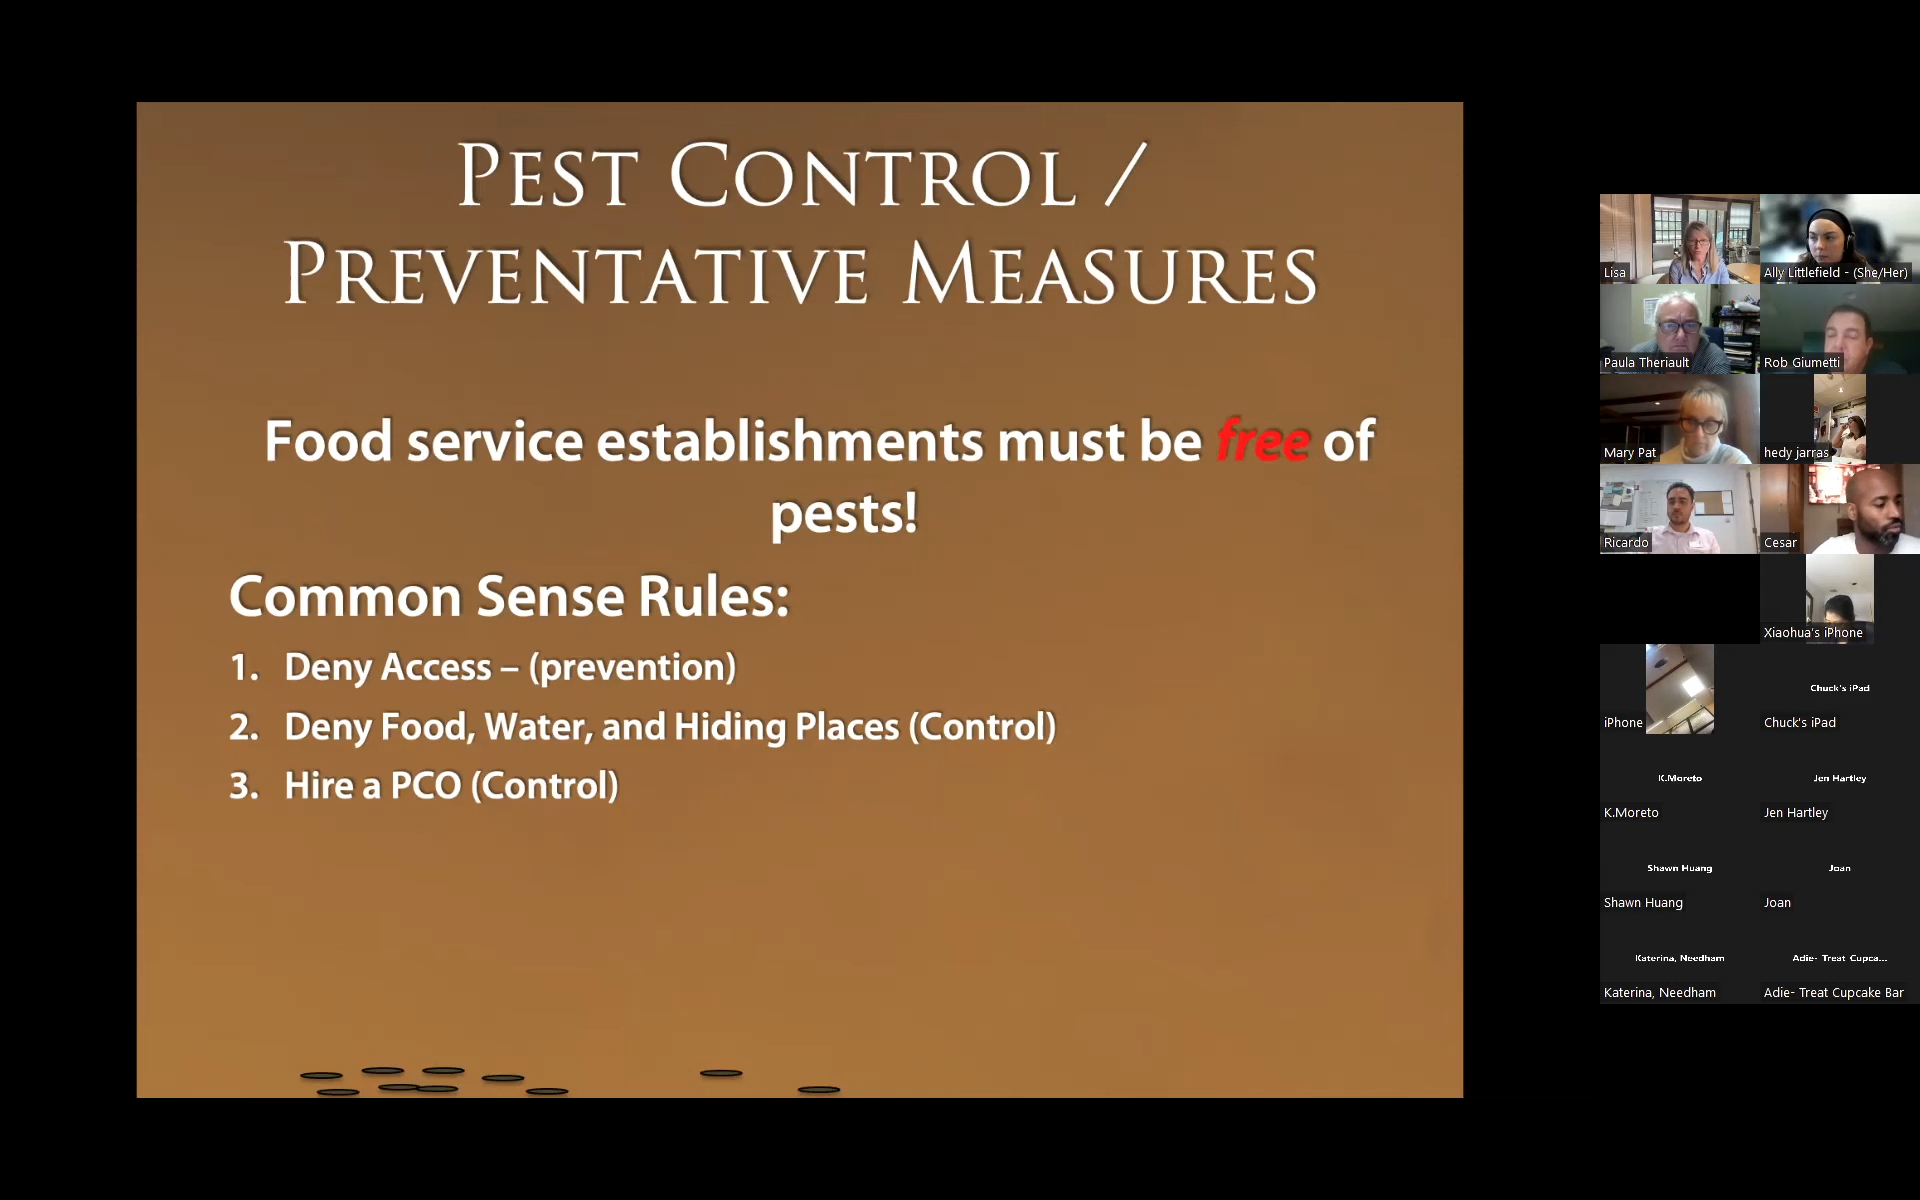 PEST CONTROL /
PREVENTATIVE MEASURES
Food service establishments must be free of
pests!
Common Sense Rules:
1. Deny Access – (prevention)
2. Deny Food, Water, and Hiding Places (Control)
3. Hire a PCO (Control)
Lisa
Ally Littlefield - (She/Her)
Paula Theriault
Rob Giumetti
Mary Pat
hedy jarras
Ricardo
Cesar
Xiaohua's iPhone
iPhone
Chuck's iPad
Chuck's iPad
K.Moreto
K.Moreto
Jen Hartley
Jen Hartley
Shawn Huang
Shawn Huang
Joan
Joan
Katerina, Needham
Katerina, Needham
Adie- Treat Cupca...
Adie- Treat Cupcake Bar